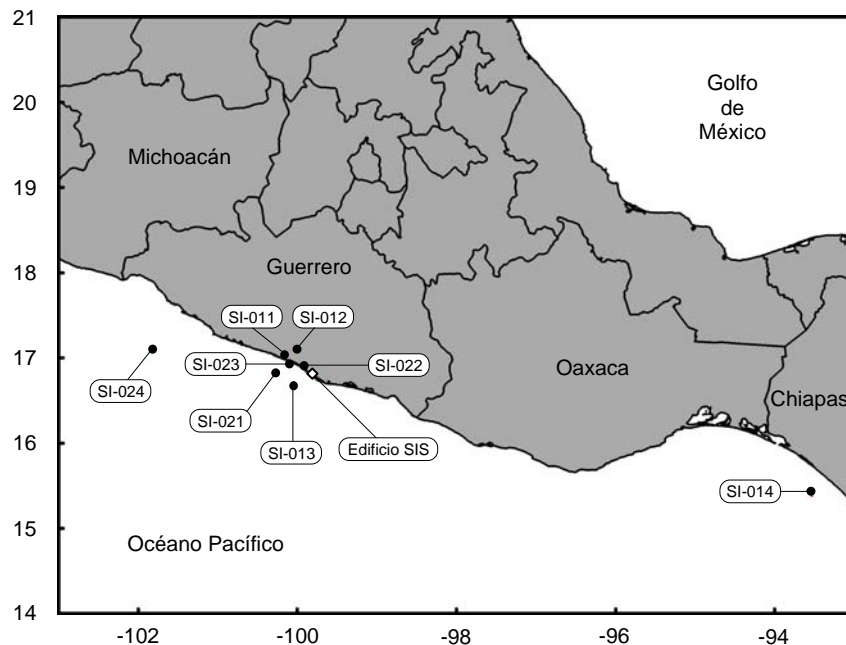 21
20
19
18
17
16
15
14
Golfo
de
México
Michoacán
Guerrero
SI-011
SI-012
SI-023
SI-022
SI-024
SI-021
SI-013
Edificio SIS
Oaxaca
Chiapas
SI-014
Océano Pacífico
-102
-100
-98
-96
-94